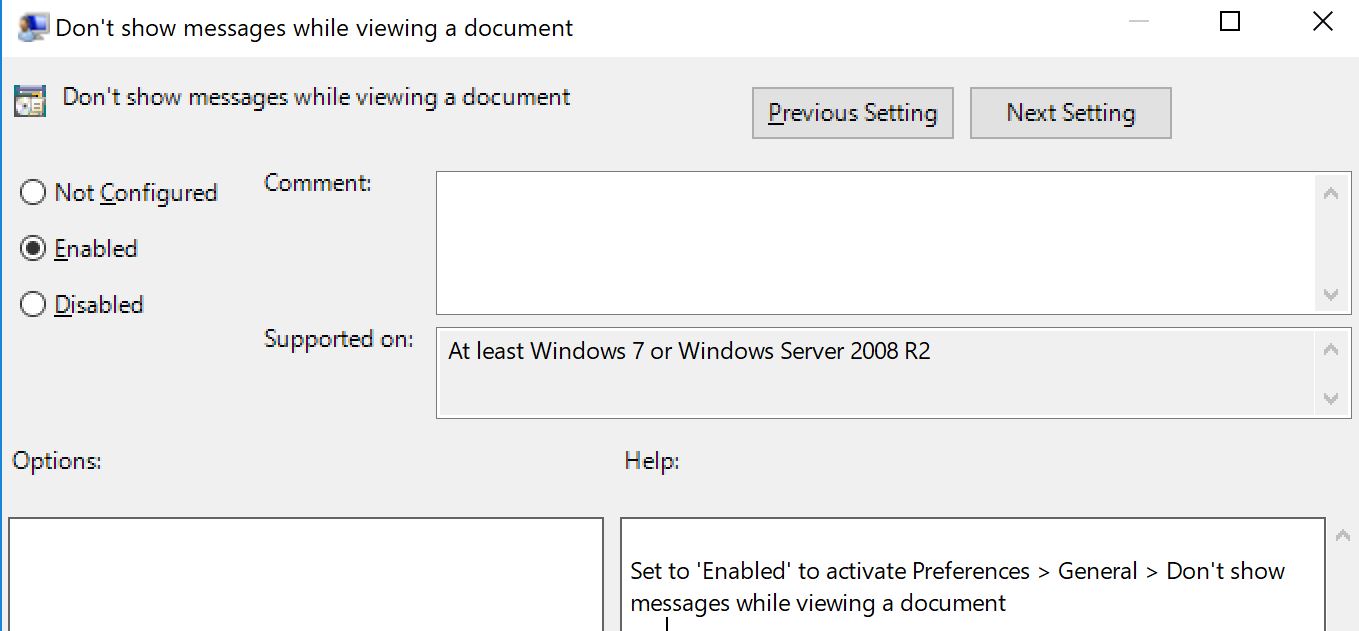 Don't show messages while viewing a document
Don't show messages while viewing a document
Previous Setting
Next Setting
Not Configured
Comment:
Enabled
Disabled
Supported on:
At least Windows 7 or Windows Server 2008 R2
Options:
Help:
Set to 'Enabled' to activate Preferences > General > Don't show
messages while viewing a document